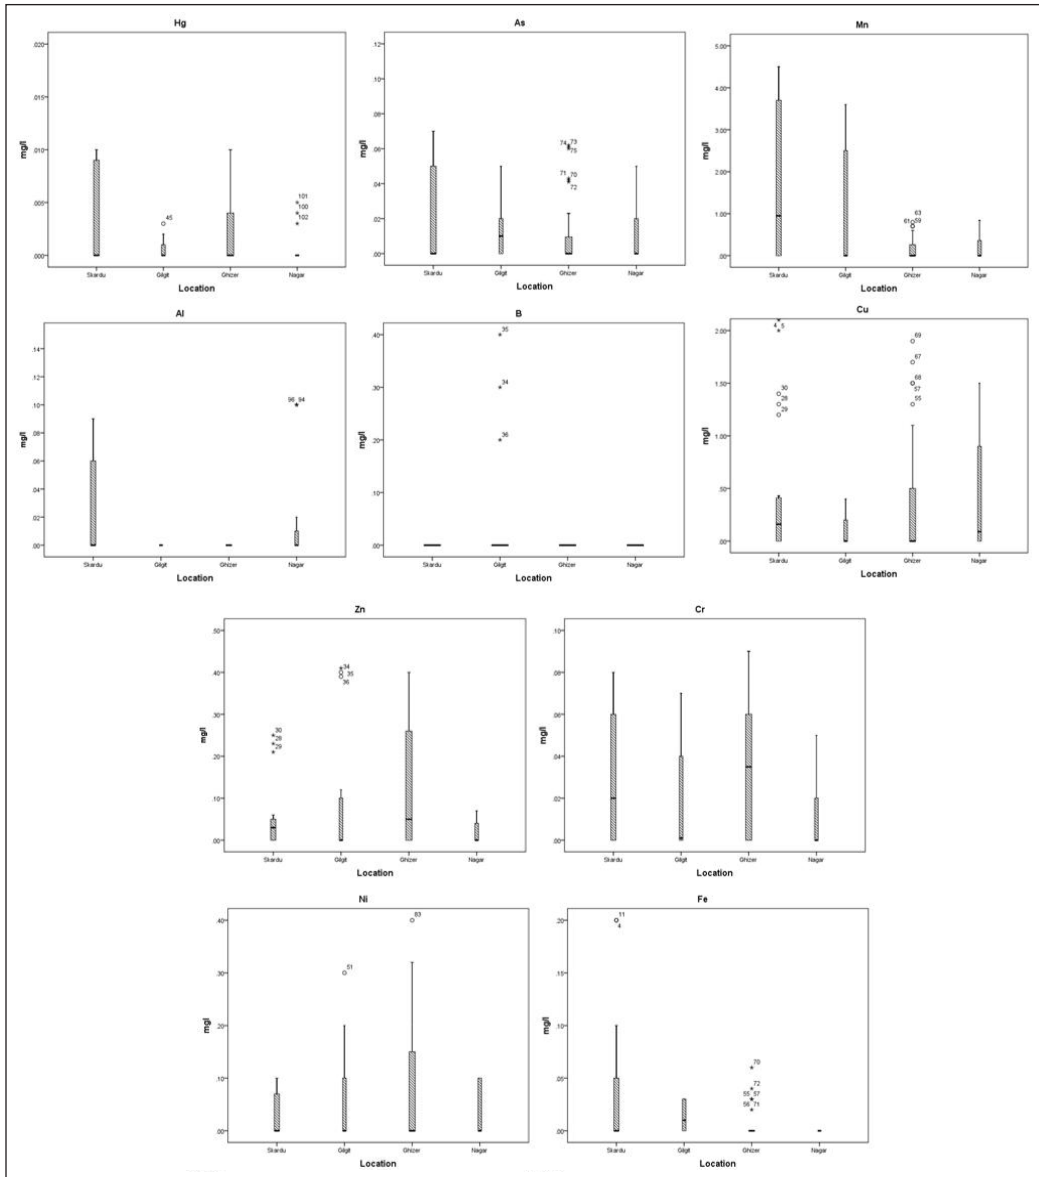 Hg
.020
.015
.010
.005
.000
mg/l
45
101
100
102
Skardu Gilgit Ghizer Nagar
Location
As
.12
.10
.08
.06
.04
.02
.00
mg/l
74 73
75
71 70
72
Skardu Gilgit Ghizer Nagar
Location
Mn
5.00
4.00
3.00
2.00
1.00
.00
mg/l
63
61 59
Skardu Gilgit Ghizer Nagar
Location
Al
.14
.12
.10
.08
.06
.04
.02
.00
mg/l
96 94
Skardu Gilgit Ghizer Nagar
Location
B
.40
.30
.20
.10
.00
mg/l
35
34
36
Skardu Gilgit Ghizer Nagar
Location
Cu
2.00
1.50
1.00
.50
.00
mg/l
4 5
30
28
29
69
67
68
57
55
Skardu Gilgit Ghizer Nagar
Location
Zn
.50
.40
.30
.20
.10
.00
mg/l
30
28
29
34
35
36
Skardu Gilgit Ghizer Nagar
Location
Cr
.10
.08
.06
.04
.02
.00
mg/l
Skardu Gilgit Ghizer Nagar
Location
Ni
.40
.30
.20
.10
.00
mg/l
51
83
Skardu Gilgit Ghizer Nagar
Location
Fe
.20
.15
.10
.05
.00
mg/l
11
4
70
72
55 57
56 71
Skardu Gilgit Ghizer Nagar
Location